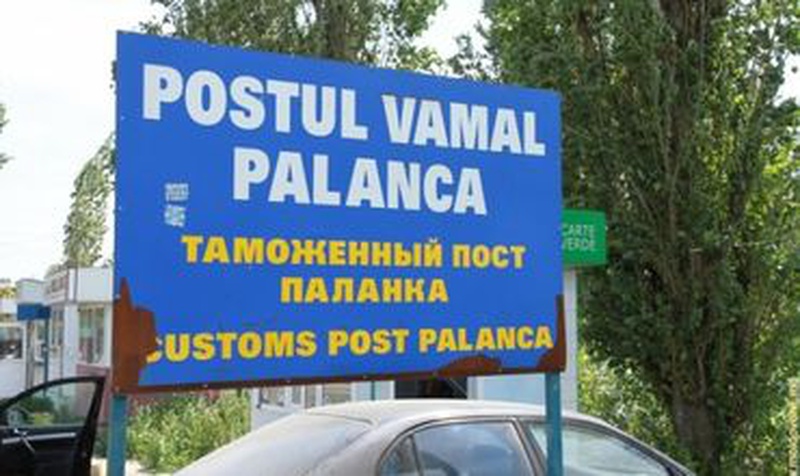 POSTUL VAMAL
PALANCA
ТАМОЖЕННЫЙ ПОСТ
ПАЛАНКА
CUSTOMS POST PALANCA
CARTE
VERDE